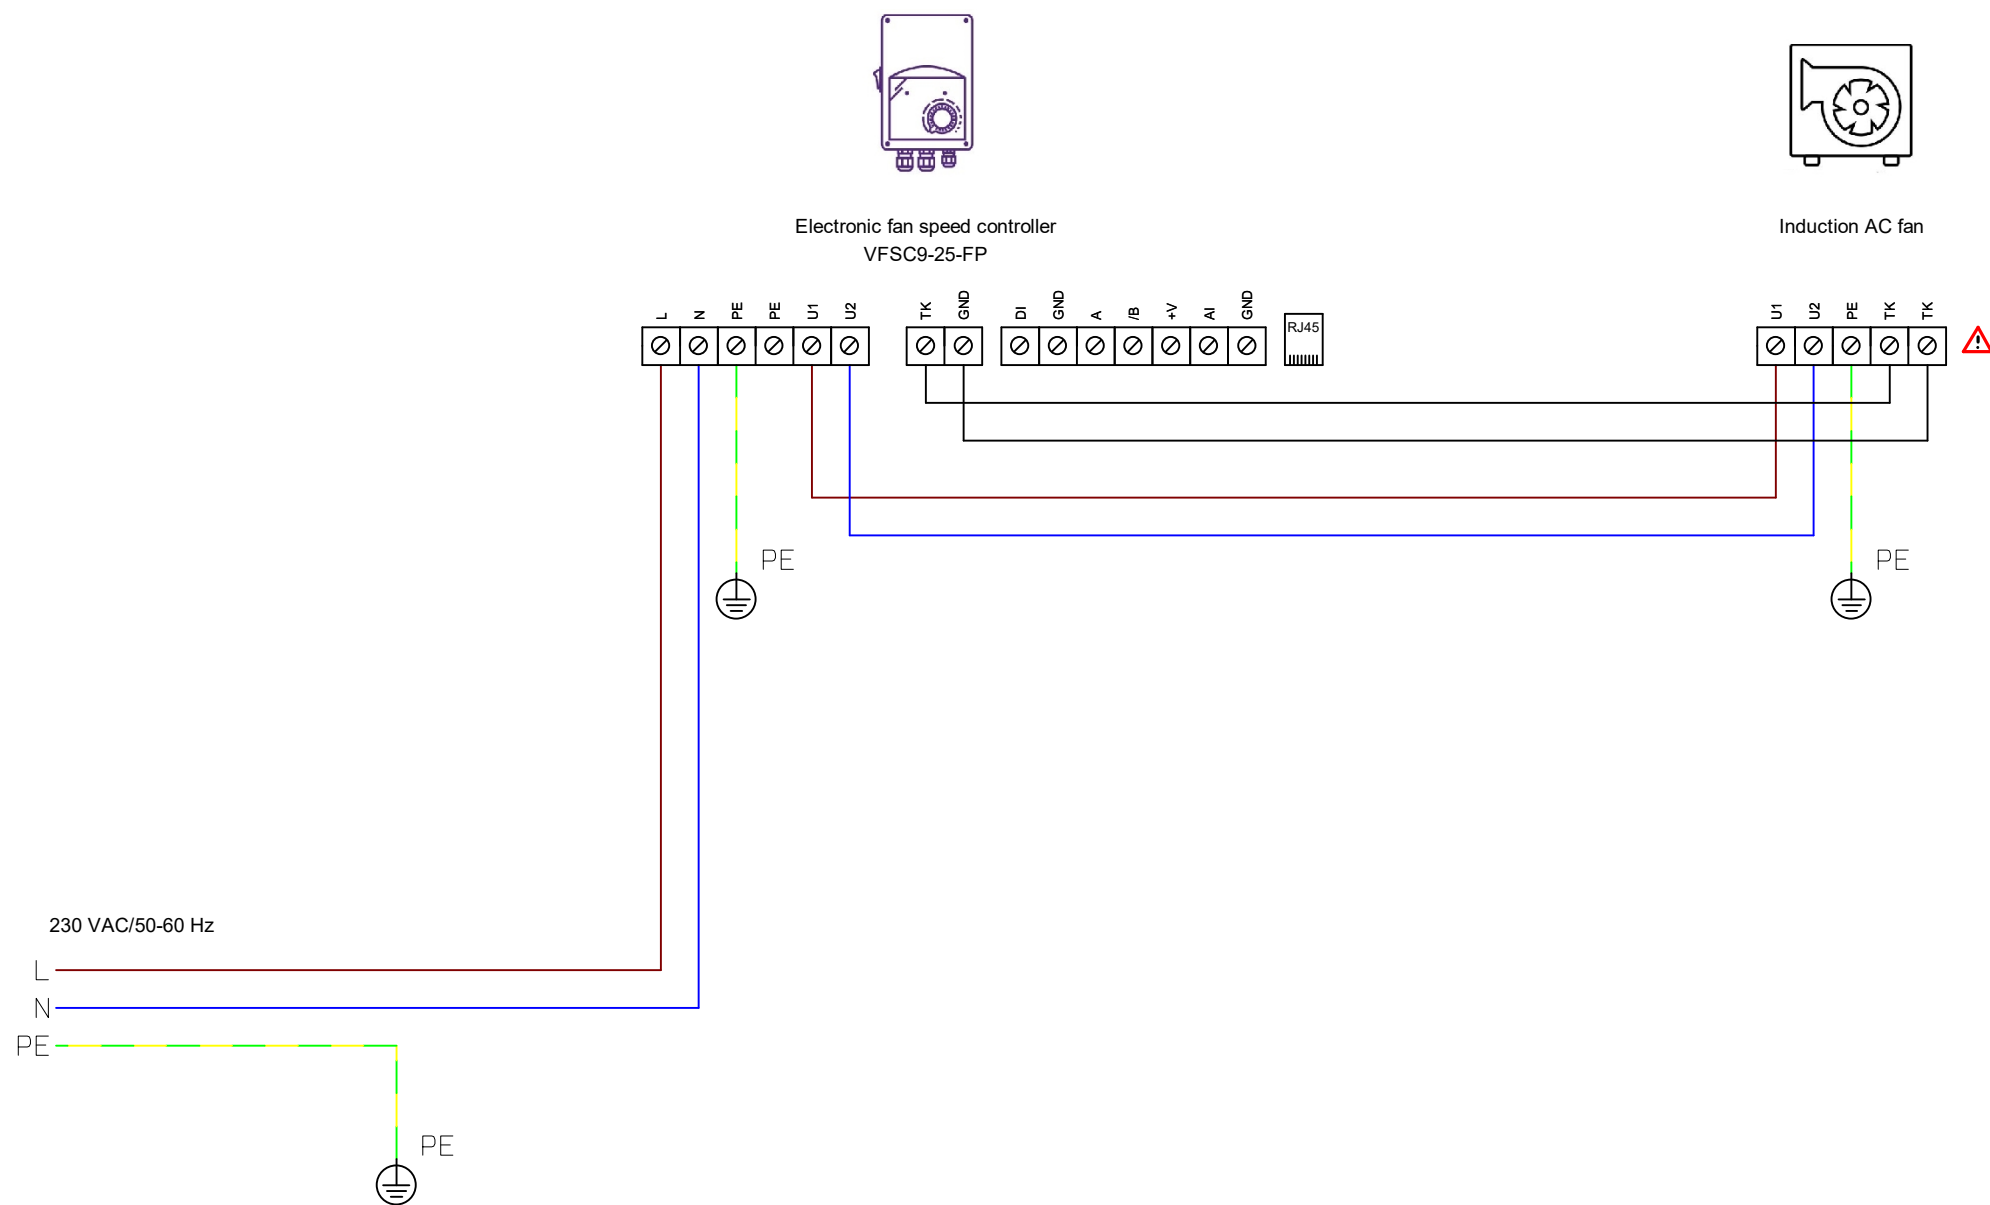 Electronic fan speed controller
VFSC9-25-FP
Induction AC fan
L N PE PE U1 U2 TK GND DI GND A /B +V AI GND
RJ45
U1 U2 PE TK TK
PE
PE
230 VAC/50-60 Hz
L
N
PE
PE